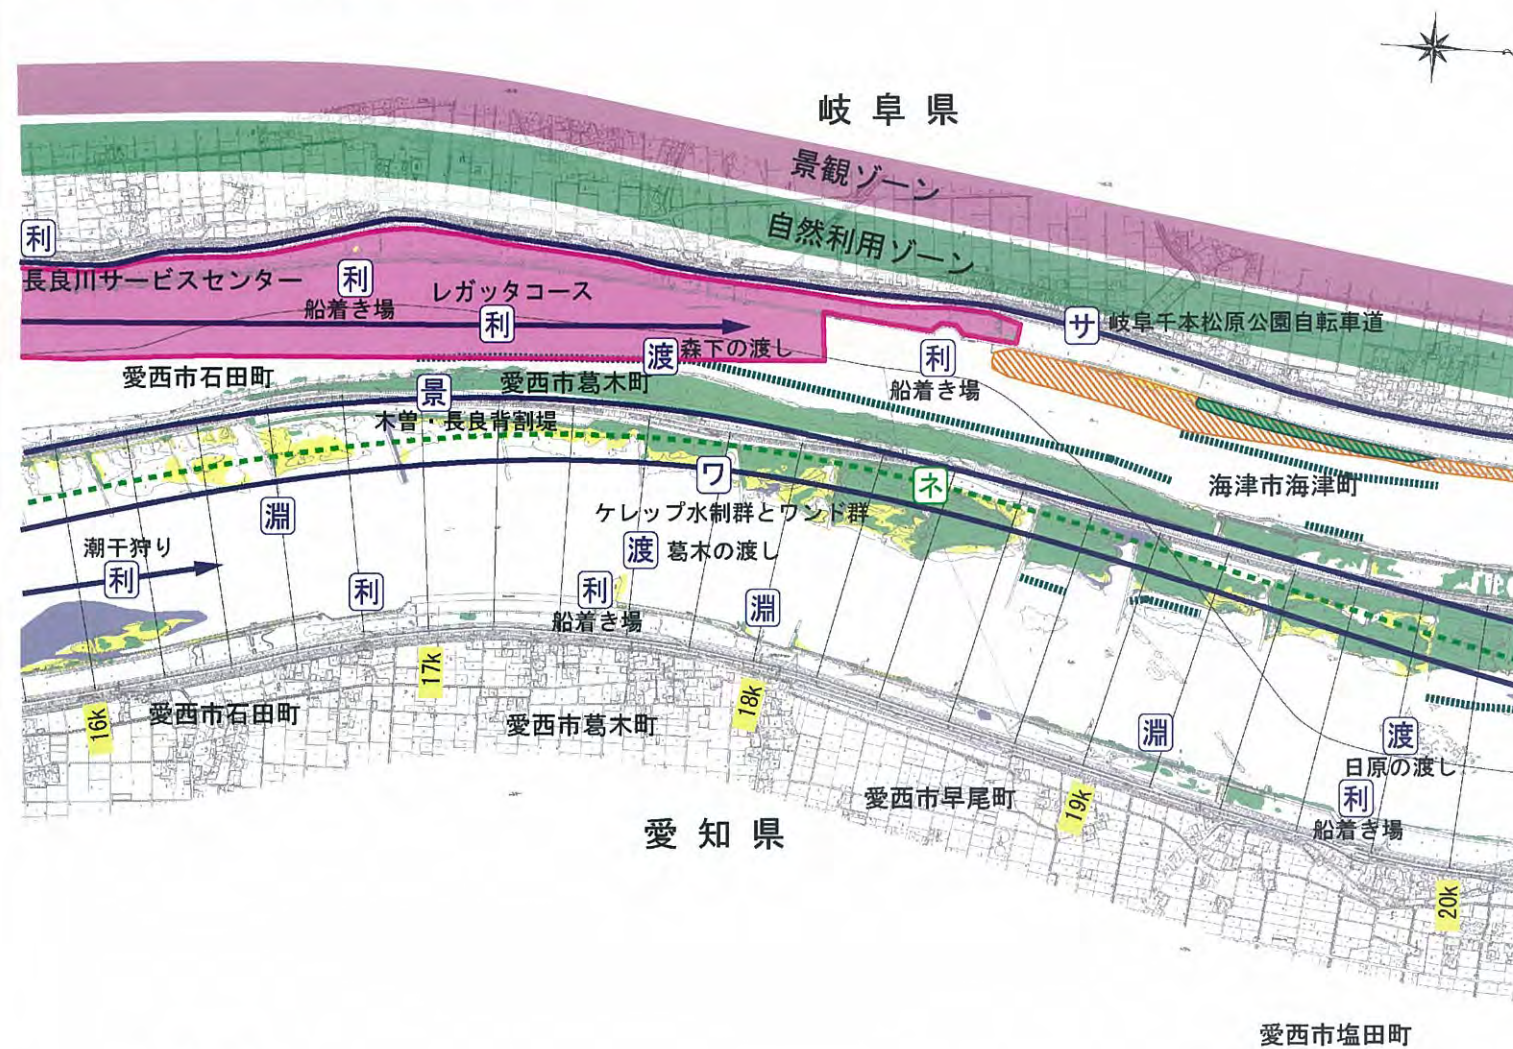 岐阜県
景観ゾーン
自然利用ゾーン
利
長良川サービスセンター
利
船着き場
レガッタコース
利
サ 岐阜千本松原公園自転車道
渡 森下の渡し
利
船着き場
愛西市石田町
景
愛西市葛木町
木曽・長良背割堤
海津市海津町
ワ
ネ
ケレップ水制群とワンド群
淵
渡 葛木の渡し
潮干狩り
利
利
利
船着き場
淵
16k
17k
18k
愛西市石田町
愛西市葛木町
淵
渡
日原の渡し
利
船着き場
愛西市早尾町
19k
愛知県
20k
愛西市塩田町